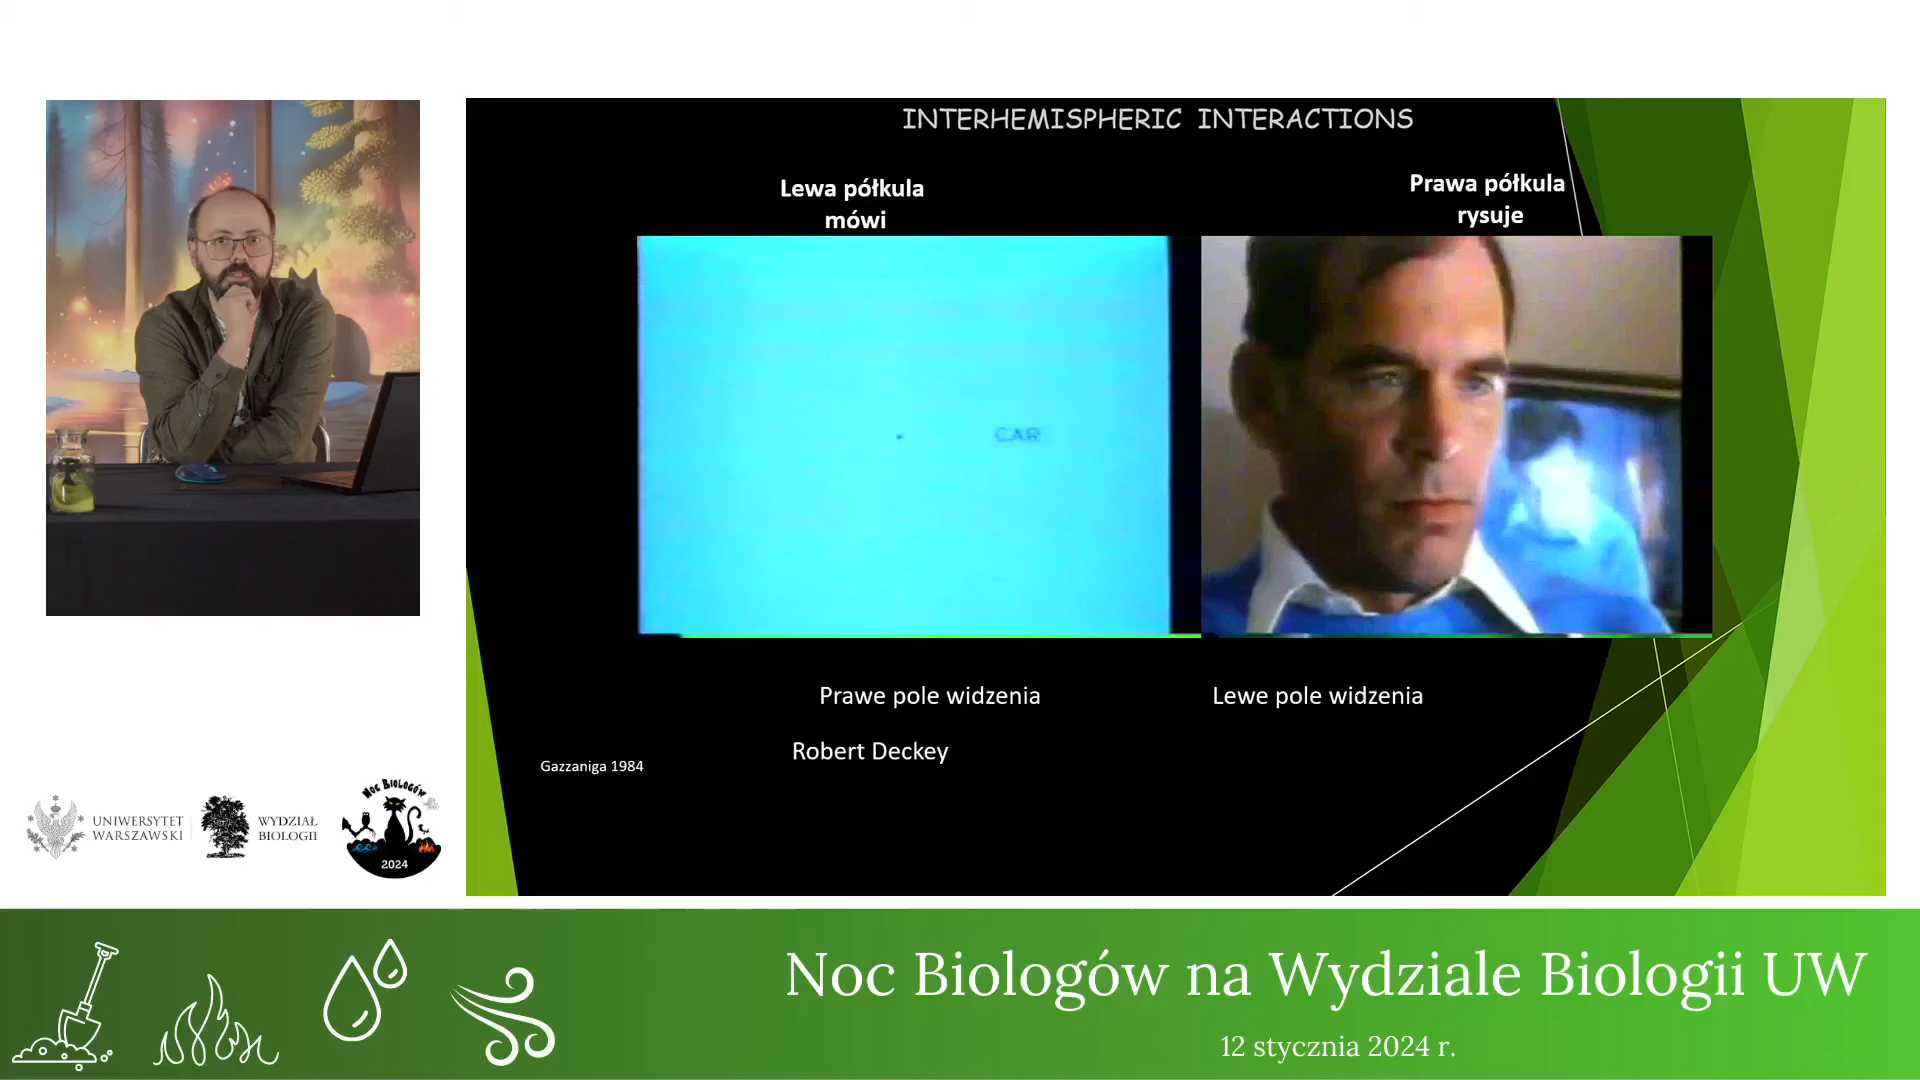 INTERHEMISPHERIC INTERACTIONS
Lewa półkula
mówi
Prawa półkula
rysuje
CAR
Prawe pole widzenia
Lewe pole widzenia
Robert Deckey
Gazzaniga 1984
UNIWERSYTET
WARSZAWSKI
WYDZIAŁ
BIOLOGII
Noc Biologów
2024
Noc Biologów na Wydziale Biologii UW
12 stycznia 2024 r.